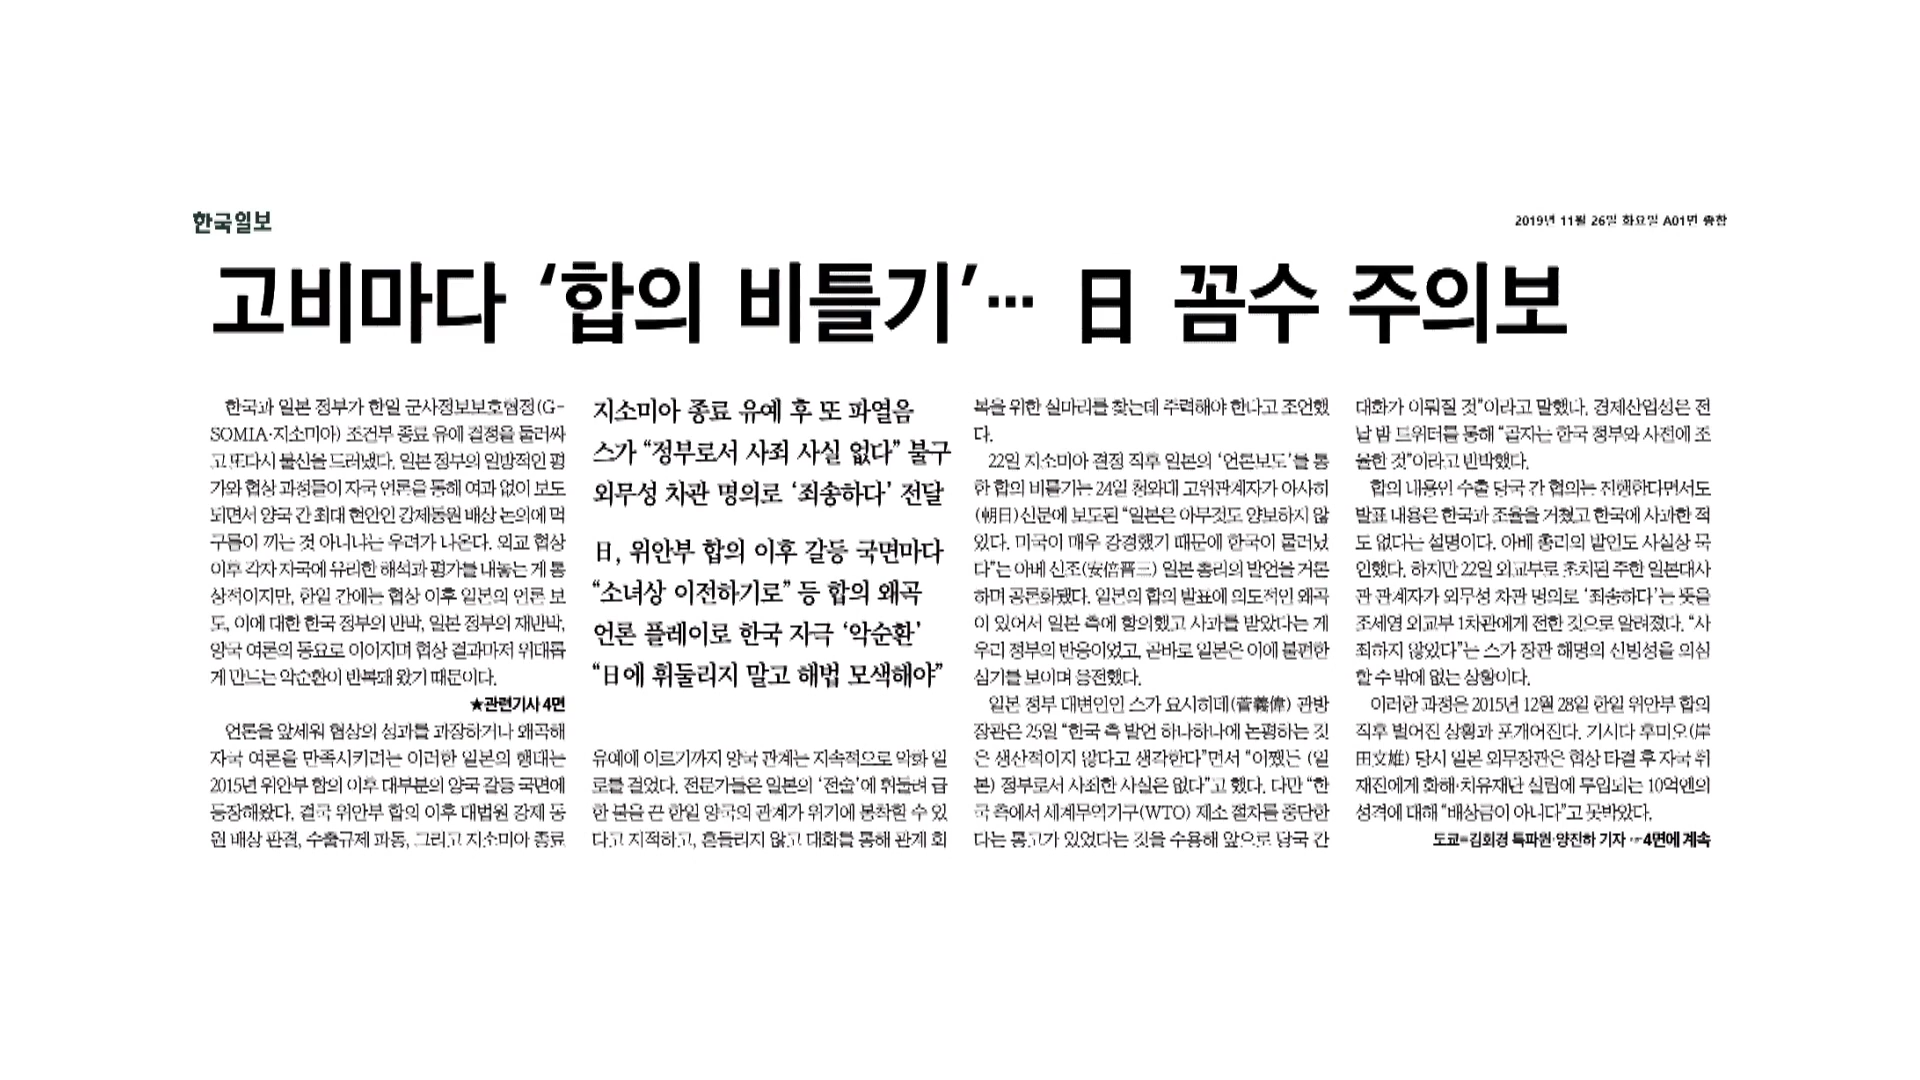 한국일보
2019년 11월 26일 화요일 A01면 종합
고비마다 ‘합의 비틀기’… 日 꼼수 주의보
한국과 일본 정부가 한일 군사정보보호협정(G-
SOMIA·지소미아) 조건부 종료 유예 결정을 둘러싸
고 또다시 불신을 드러냈다. 일본 정부의 일방적인 평
가와 협상 과정들이 자국 언론을 통해 여과 없이 보도
되면서 양국 간 최대 현안인 강제동원 배상 논의에 먹
구름이 끼는 것 아니냐는 우려가 나온다. 외교 협상
이후 각자 자국에 유리한 해석과 평가를 내놓는 게 통
상적이지만, 한일 간에는 협상 이후 일본의 언론 보
도, 이에 대한 한국 정부의 반박, 일본 정부의 재반박,
양국 여론의 동요로 이어지며 협상 결과마저 위태롭
게 만드는 악순환이 반복돼 왔기 때문이다.
★관련기사 4면
언론을 앞세워 협상의 성과를 과장하거나 왜곡해
자국 여론을 만족시키려는 이러한 일본의 행태는
2015년 위안부 합의 이후 대부분의 양국 갈등 국면에
등장해왔다. 결국 위안부 합의 이후 대법원 강제 동
원 배상 판결, 수출규제 파동, 그리고 지소미아 종료
지소미아 종료 유예 후 또 파열음
스가 “정부로서 사죄 사실 없다” 불구
외무성 차관 명의로 ‘죄송하다’ 전달
日, 위안부 합의 이후 갈등 국면마다
“소녀상 이전하기로” 등 합의 왜곡
언론 플레이로 한국 자극 ‘악순환’
“日에 휘둘리지 말고 해법 모색해야”
유예에 이르기까지 양국 관계는 지속적으로 악화 일
로를 걸었다. 전문가들은 일본의 ‘전술’에 휘둘려 급
한 불을 끈 한일 양국의 관계가 위기에 봉착할 수 있
다고 지적하고, 흔들리지 않고 대화를 통해 관계 회
복을 위한 실마리를 찾는데 주력해야 한다고 조언했
다.
22일 지소미아 결정 직후 일본의 ‘언론보도’를 통
한 합의 비틀기는 24일 청와대 고위관계자가 아사히
(朝日)신문에 보도된 “일본은 아무것도 양보하지 않
았다. 미국이 매우 강경했기 때문에 한국이 물러났
다”는 아베 신조(安倍晋三) 일본 총리의 발언을 거론
하며 공론화됐다. 일본의 합의 발표에 의도적인 왜곡
이 있어서 일본 측에 항의했고 사과를 받았다는 게
우리 정부의 반응이었고, 곧바로 일본은 이에 불편한
심기를 보이며 응전했다.
일본 정부 대변인인 스가 요시히데(菅義偉) 관방
장관은 25일 “한국 측 발언 하나하나에 논평하는 것
은 생산적이지 않다고 생각한다”면서 “어쨌든 (일
본) 정부로서 사죄한 사실은 없다”고 했다. 다만 “한
국 측에서 세계무역기구(WTO) 제소 절차를 중단한
다는 통고가 있었다는 것을 수용해 앞으로 당국 간
대화가 이뤄질 것”이라고 말했다. 경제산업성은 전
날 밤 트위터를 통해 “골자는 한국 정부와 사전에 조
율한 것”이라고 반박했다.
합의 내용인 수출 당국 간 협의는 진행한다면서도
발표 내용은 한국과 조율을 거쳤고 한국에 사과한 적
도 없다는 설명이다. 아베 총리의 발언도 사실상 묵
인했다. 하지만 22일 외교부로 초치된 주한 일본대사
관 관계자가 외무성 차관 명의로 ‘죄송하다’는 뜻을
조세영 외교부 1차관에게 전한 것으로 알려졌다. “사
죄하지 않았다”는 스가 장관 해명의 신빙성을 의심
할 수 밖에 없는 상황이다.
이러한 과정은 2015년 12월 28일 한일 위안부 합의
직후 벌어진 상황과 포개어진다. 기시다 후미오(岸
田文雄) 당시 일본 외무장관은 협상 타결 후 자국 취
재진에게 화해·치유재단 설립에 투입되는 10억엔의
성격에 대해 “배상금이 아니다”고 못박았다.
도쿄=김회경 특파원·양진하 기자 ☞4면에 계속